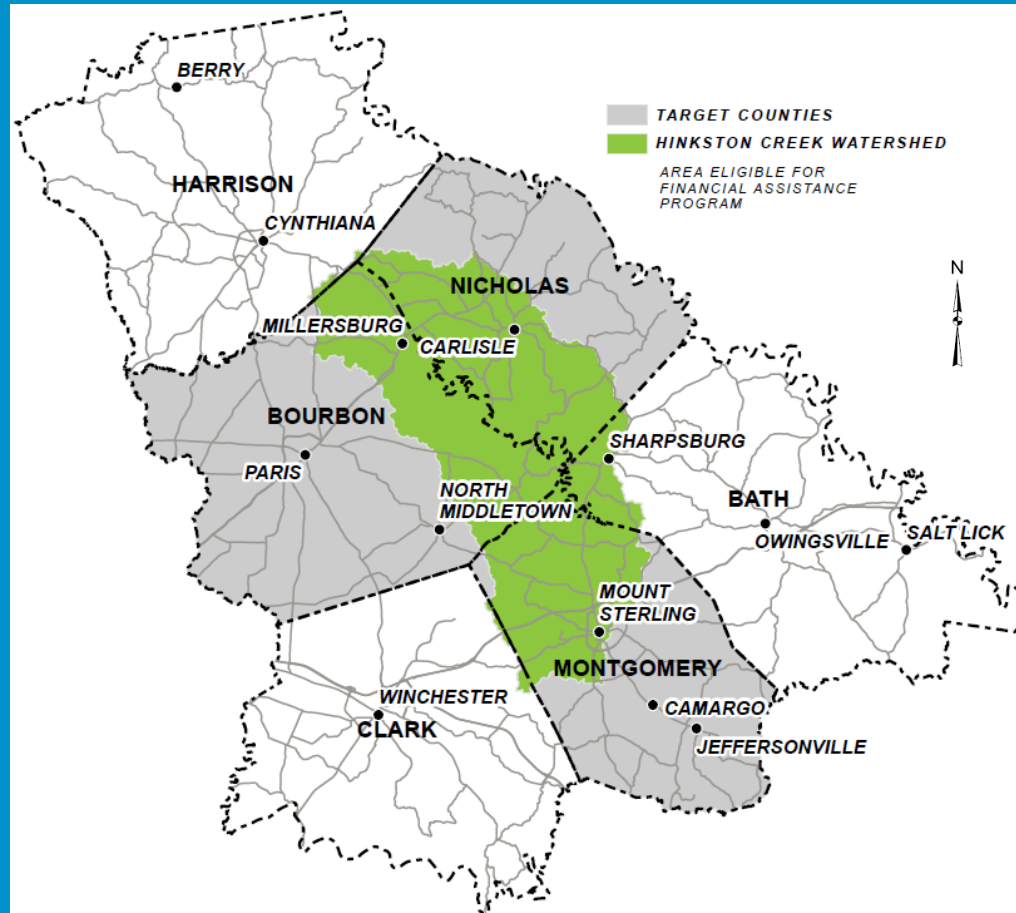 BERRY
TARGET COUNTIES
HINKSTON CREEK WATERSHED
AREA ELIGIBLE FOR
FINANCIAL ASSISTANCE
PROGRAM
HARRISON
CYNTHIANA
N
NICHOLAS
MILLERSBURG
CARLISLE
BOURBON
SHARPSBURG
PARIS
NORTH
MIDDLETOWN
BATH
OWINGSVILLE
SALT LICK
MOUNT
STERLING
MONTGOMERY
WINCHESTER
CAMARGO
CLARK
JEFFERSONVILLE